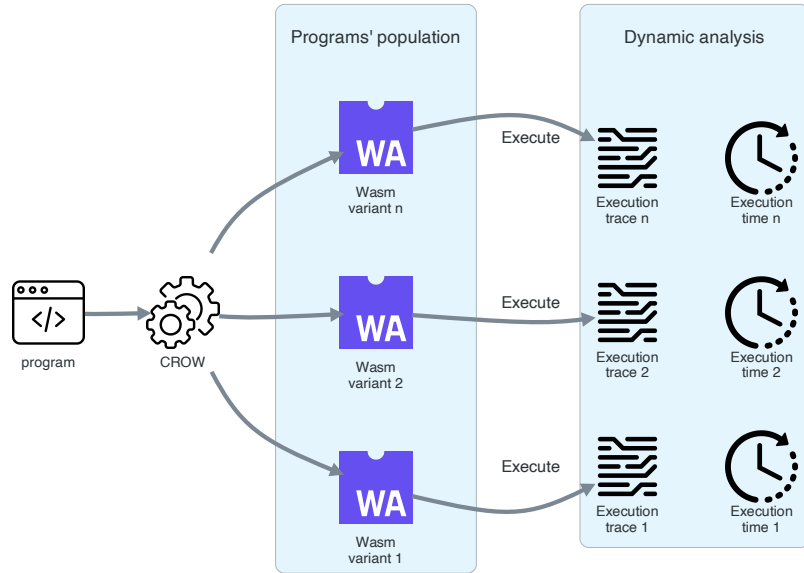 Programs' population
Dynamic analysis
WA
Wasm
variant n
Execute
Execution
trace n
Execution
time n
</>
program
CROW
WA
Wasm
variant 2
Execute
Execution
trace 2
Execution
time 2
WA
Wasm
variant 1
Execute
Execution
trace 1
Execution
time 1